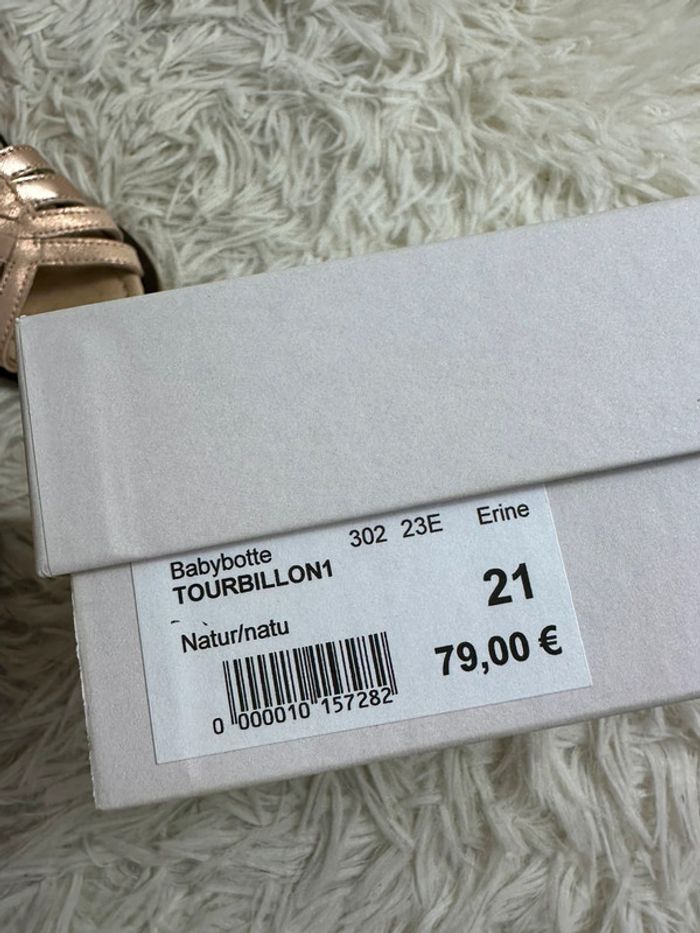 Babybotte 302 23E Erine
TOURBILLON1
21
Natur/natu
79,00 €
0 000010 157282